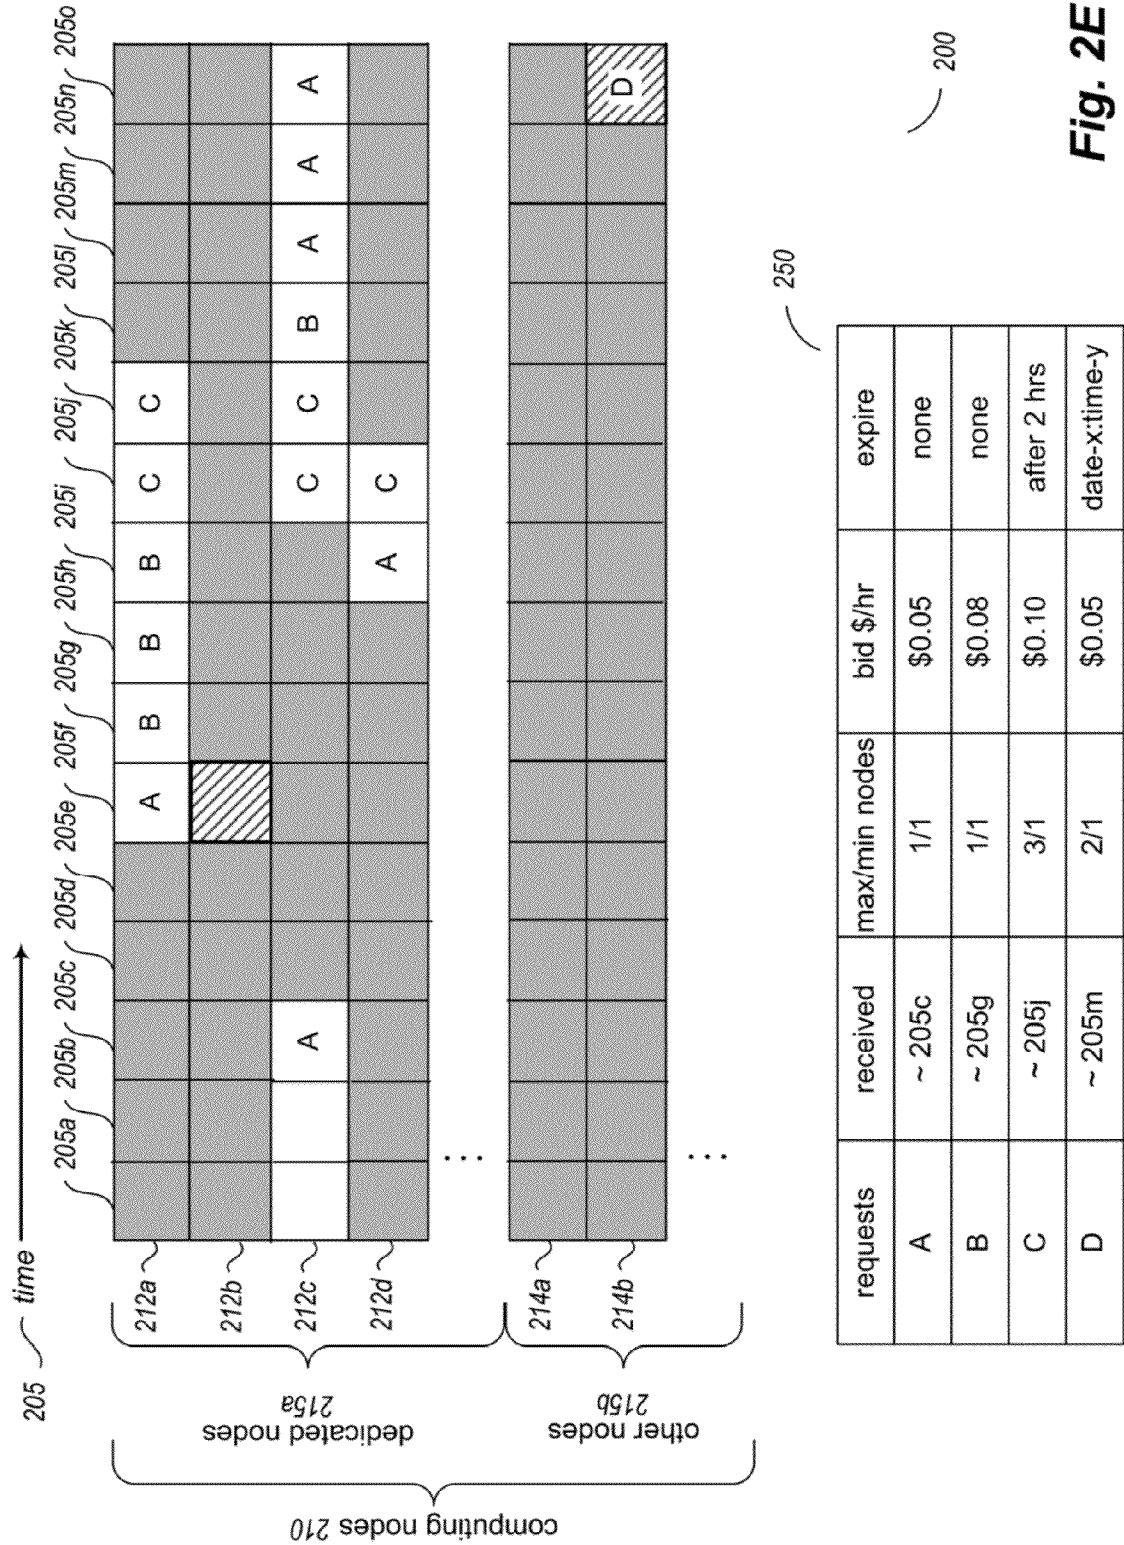 205 time
205a 205b 205c 205d 205e 205f 205g 205h 205i 205j 205k 205l 205m 205n 205o
computing nodes 210
dedicated nodes
215a
212a A B B B C C
212b
212c A C C B A A A
212d A C
...
other nodes
215b
214a
214b D
...
250
requests received max/min nodes bid $/hr expire
A ~ 205c 1/1 $0.05 none
B ~ 205g 1/1 $0.08 none
C ~ 205j 3/1 $0.10 after 2 hrs
D ~ 205m 2/1 $0.05 date-x:time-y
200
Fig. 2E